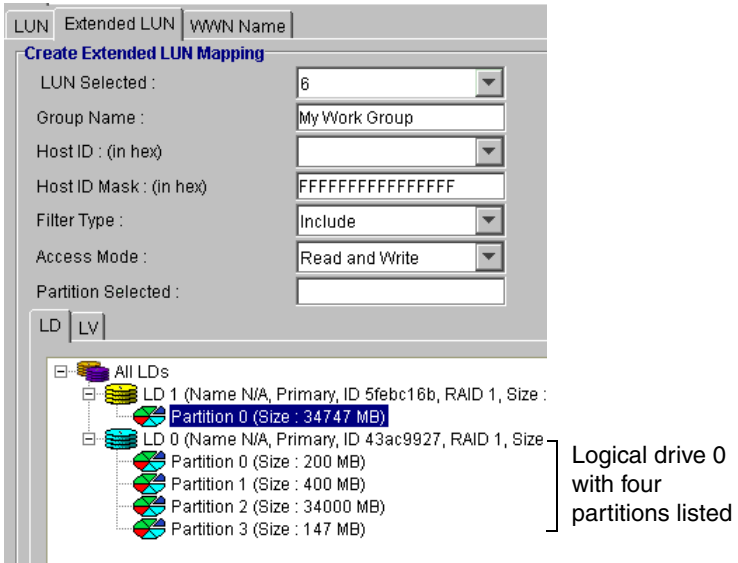 LUN Extended LUN WWN Name
Create Extended LUN Mapping
LUN Selected : 6
Group Name : My Work Group
Host ID : (in hex)
Host ID Mask : (in hex) FFFFFFFFFFFFFFFF
Filter Type : Include
Access Mode : Read and Write
Partition Selected :
LD LV
All LDs
LD 1 (Name N/A, Primary, ID 5febc16b, RAID 1, Size :
Partition 0 (Size : 34747 MB)
LD 0 (Name N/A, Primary, ID 43ac9927, RAID 1, Size
Partition 0 (Size : 200 MB)
Partition 1 (Size : 400 MB)
Partition 2 (Size : 34000 MB)
Partition 3 (Size : 147 MB)
Logical drive 0
with four
partitions listed